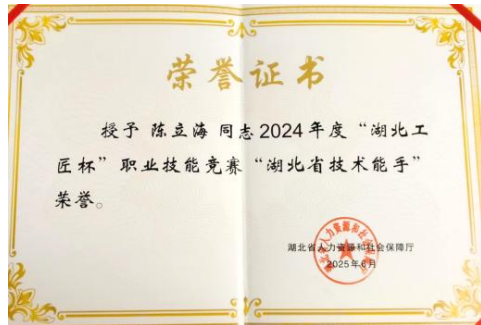 荣誉证书
授予 陈立海 同志2024年度“湖北工
匠杯”职业技能竞赛“湖北省技术能手”
荣誉。
湖北省人力资源和社会保障厅
2025年6月